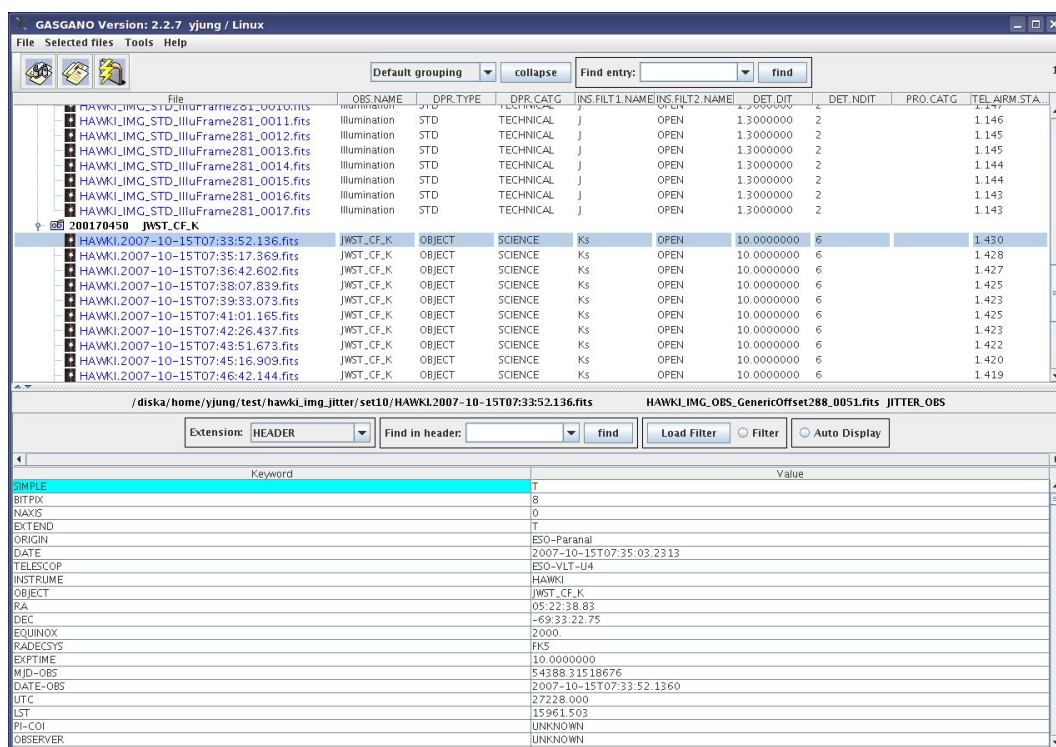 GASGANO Version: 2.2.7 yjung / Linux
File Selected files Tools Help
Default grouping collapse Find entry: find
File OBS.NAME DPR.TYPE DPR.CATG INS.FILT1.NAME INS.FILT2.NAME DET.DIT DET.NDIT PRO.CATG TEL.AIRM.STA...
HAWKI_IMG_STD_IlluFrame281_0010.fits Illumination STD TECHNICAL J OPEN 1.3000000 2 1.147
HAWKI_IMG_STD_IlluFrame281_0011.fits Illumination STD TECHNICAL J OPEN 1.3000000 2 1.146
HAWKI_IMG_STD_IlluFrame281_0012.fits Illumination STD TECHNICAL J OPEN 1.3000000 2 1.145
HAWKI_IMG_STD_IlluFrame281_0013.fits Illumination STD TECHNICAL J OPEN 1.3000000 2 1.145
HAWKI_IMG_STD_IlluFrame281_0014.fits Illumination STD TECHNICAL J OPEN 1.3000000 2 1.144
HAWKI_IMG_STD_IlluFrame281_0015.fits Illumination STD TECHNICAL J OPEN 1.3000000 2 1.144
HAWKI_IMG_STD_IlluFrame281_0016.fits Illumination STD TECHNICAL J OPEN 1.3000000 2 1.143
HAWKI_IMG_STD_IlluFrame281_0017.fits Illumination STD TECHNICAL J OPEN 1.3000000 2 1.143
200170450 JWST_CF_K
HAWKI.2007-10-15T07:33:52.136.fits JWST_CF_K OBJECT SCIENCE Ks OPEN 10.0000000 6 1.430
HAWKI.2007-10-15T07:35:17.369.fits JWST_CF_K OBJECT SCIENCE Ks OPEN 10.0000000 6 1.428
HAWKI.2007-10-15T07:36:42.602.fits JWST_CF_K OBJECT SCIENCE Ks OPEN 10.0000000 6 1.427
HAWKI.2007-10-15T07:38:07.839.fits JWST_CF_K OBJECT SCIENCE Ks OPEN 10.0000000 6 1.425
HAWKI.2007-10-15T07:39:33.073.fits JWST_CF_K OBJECT SCIENCE Ks OPEN 10.0000000 6 1.423
HAWKI.2007-10-15T07:41:01.165.fits JWST_CF_K OBJECT SCIENCE Ks OPEN 10.0000000 6 1.425
HAWKI.2007-10-15T07:42:26.437.fits JWST_CF_K OBJECT SCIENCE Ks OPEN 10.0000000 6 1.423
HAWKI.2007-10-15T07:43:51.673.fits JWST_CF_K OBJECT SCIENCE Ks OPEN 10.0000000 6 1.422
HAWKI.2007-10-15T07:45:16.909.fits JWST_CF_K OBJECT SCIENCE Ks OPEN 10.0000000 6 1.420
HAWKI.2007-10-15T07:46:42.144.fits JWST_CF_K OBJECT SCIENCE Ks OPEN 10.0000000 6 1.419
/diska/home/yjung/test/hawki_img_jitter/set10/HAWKI.2007-10-15T07:33:52.136.fits HAWKI_IMG_OBS_GenericOffset288_0051.fits JITTER_OBS
Extension: HEADER Find in header: find Load Filter Filter Auto Display
Keyword Value
SIMPLE T
BITPIX 8
NAXIS 0
EXTEND T
ORIGIN ESO-Paranal
DATE 2007-10-15T07:35:03.2313
TELESCOP ESO-VLT-U4
INSTRUME HAWKI
OBJECT JWST_CF_K
RA 05:22:38.83
DEC -69:33:22.75
EQUINOX 2000.
RADECSYS FK5
EXPTIME 10.0000000
MJD-OBS 54388.31518676
DATE-OBS 2007-10-15T07:33:52.1360
UTC 27228.000
LST 15961.503
PI-COI UNKNOWN
OBSERVER UNKNOWN